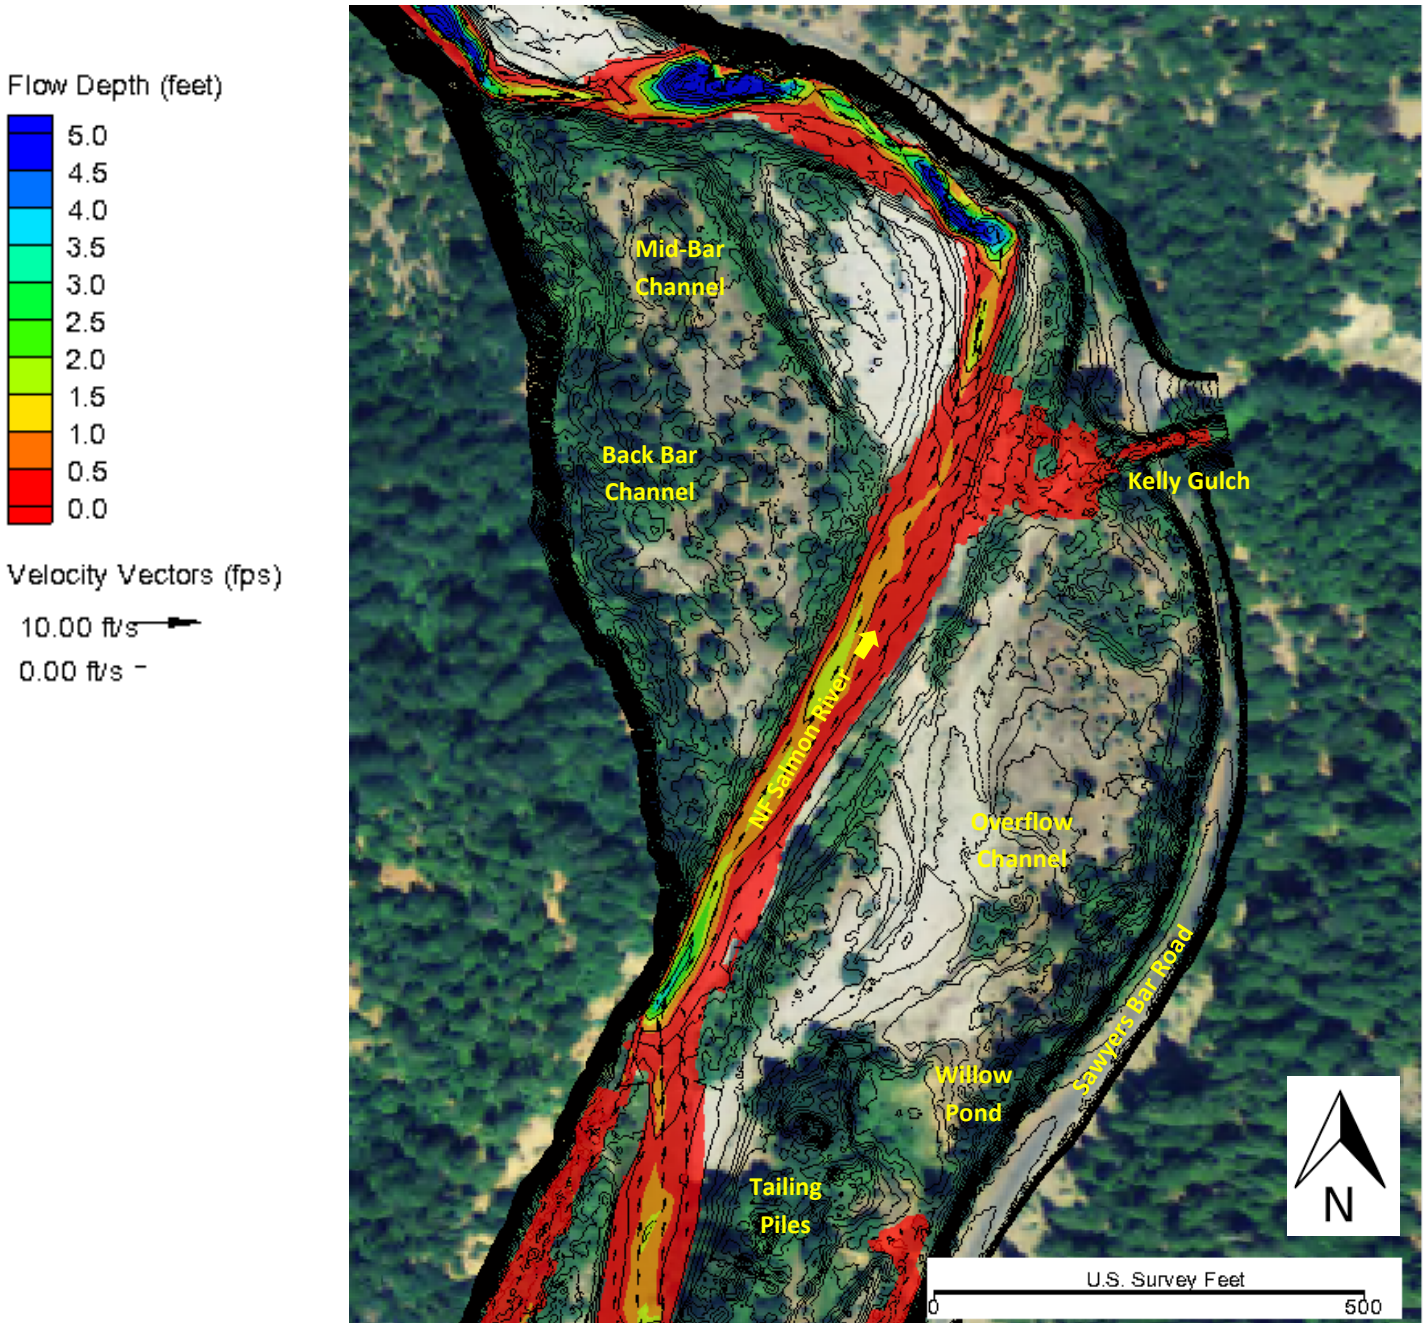 Flow Depth (feet)
5.0
4.5
4.0
3.5
3.0
2.5
2.0
1.5
1.0
0.5
0.0
Velocity Vectors (fps)
10.00 ft/s
0.00 ft/s
Mid-Bar
Channel
Back Bar
Channel
Kelly Gulch
NF Salmon River
Overflow
Channel
Sawyers Bar Road
Willow
Pond
Tailing
Piles
N
U.S. Survey Feet
0
500